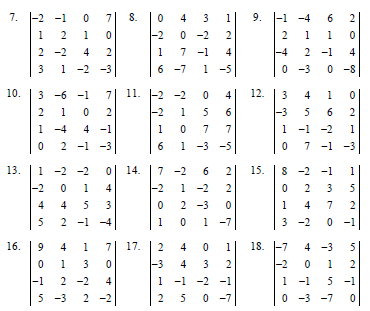 7. |-2 -1 0 7| 8. |0 4 3 1| 9. |-1 -4 6 2|
|1 2 1 0| |-2 0 -2 2| |2 1 1 0|
|2 -2 4 2| |1 7 -1 4| |-4 2 -1 4|
|3 1 -2 -3| |6 -7 1 -5| |0 -3 0 -8|
10. |3 -6 -1 7| 11. |-2 -2 0 4| 12. |3 4 1 0|
|2 1 0 2| |-2 1 5 6| |-3 5 6 2|
|1 -4 4 -1| |1 0 7 7| |1 -1 -2 1|
|0 2 -1 -3| |6 1 -3 -5| |0 7 -1 -3|
13. |1 -2 -2 0| 14. |7 -2 6 2| 15. |8 -2 -1 1|
|-2 0 1 4| |-2 1 -2 2| |0 2 3 5|
|4 4 5 3| |0 2 -3 0| |1 4 7 2|
|5 2 -1 -4| |1 0 1 -7| |3 -2 0 -1|
16. |9 4 1 7| 17. |2 4 0 1| 18. |-7 4 -3 5|
|0 1 3 0| |-3 4 3 2| |-2 0 1 2|
|-1 2 -2 4| |1 -1 -2 -1| |1 -1 5 -1|
|5 -3 2 -2| |2 5 0 -7| |0 -3 -7 0|